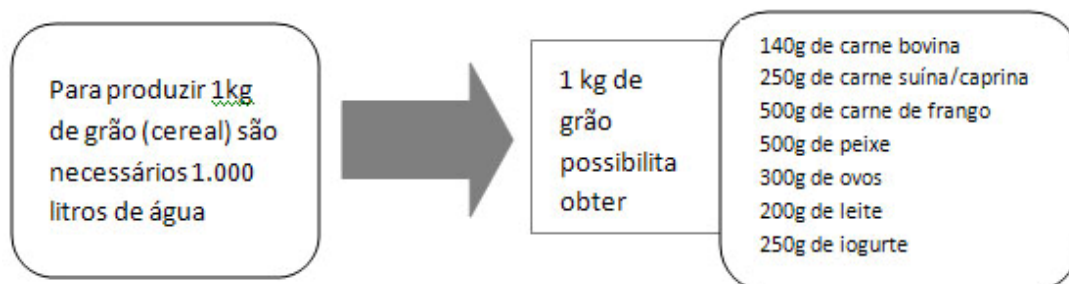 Para produzir 1kg
de grão (cereal) são
necessários 1.000
litros de água
1 kg de
grão
possibilita
obter
140g de carne bovina
250g de carne suína/caprina
500g de carne de frango
500g de peixe
300g de ovos
200g de leite
250g de iogurte